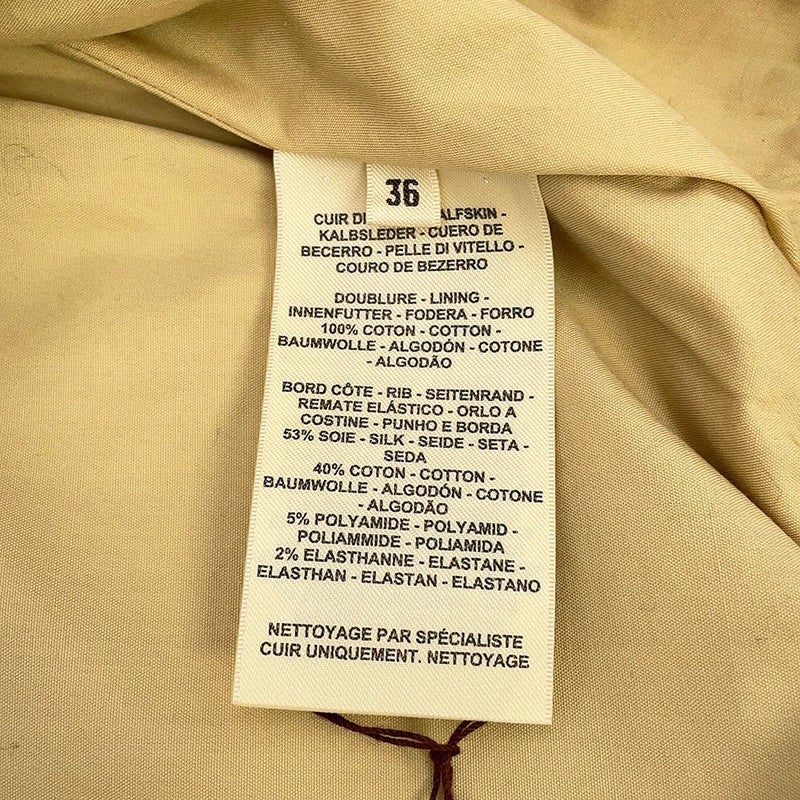 36
CUIR ALFSKIN -
KALBSLEDER - CUERO DE
BECERRO - PELLE DI VITELLO -
COURO DE BEZERRO
DOUBLURE - LINING -
INNENFUTTER - FODERA - FORRO
100% COTON - COTTON -
BAUMWOLLE - ALGODÓN - COTONE
- ALGODÃO
BORD CÔTE - RIB - SEITENRAND -
REMATE ELÁSTICO - ORLO A
COSTINE - PUNHO E BORDA
53% SOIE - SILK - SEIDE - SETA -
SEDA
40% COTON - COTTON -
BAUMWOLLE - ALGODÓN - COTONE
- ALGODÃO
5% POLYAMIDE - POLYAMID -
POLIAMMIDE - POLIAMIDA
2% ELASTHANNE - ELASTANE -
ELASTHAN - ELASTAN - ELASTANO
NETTOYAGE PAR SPÉCIALISTE
CUIR UNIQUEMENT. NETTOYAGE